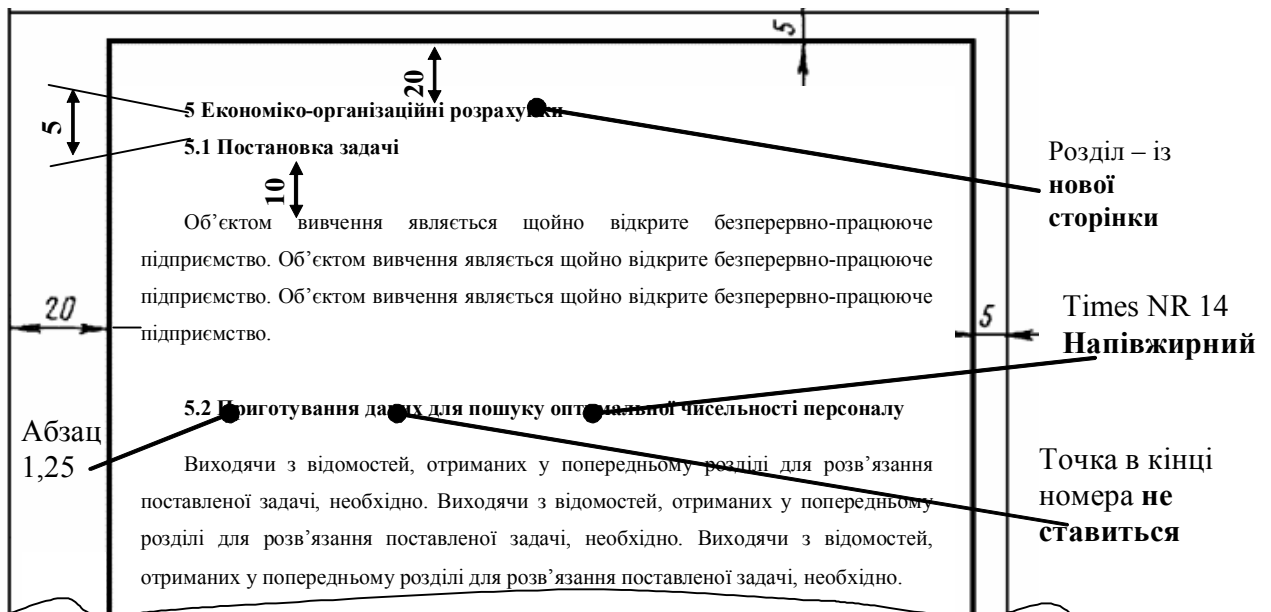 5
20
5 Економіко-організаційні розрахунки
5
5.1 Постановка задачі
10
Розділ – із
нової
сторінки
Об’єктом вивчення являється щойно відкрите безперервно-працююче
підприємство. Об’єктом вивчення являється щойно відкрите безперервно-працююче
підприємство. Об’єктом вивчення являється щойно відкрите безперервно-працююче
підприємство.
20
5
Times NR 14
Напівжирний
5.2 Приготування даних для пошуку оптимальної чисельності персоналу
Абзац
1,25
Виходячи з відомостей, отриманих у попередньому розділі для розв’язання
поставленої задачі, необхідно. Виходячи з відомостей, отриманих у попередньому
розділі для розв’язання поставленої задачі, необхідно. Виходячи з відомостей,
отриманих у попередньому розділі для розв’язання поставленої задачі, необхідно.
Точка в кінці
номера не
ставиться